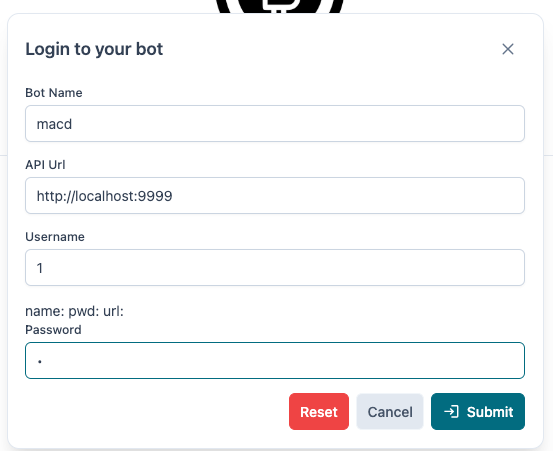 Login to your bot
Bot Name
macd
API Url
http://localhost:9999
Username
1
name: pwd: url:
Password
•
Reset Cancel Submit